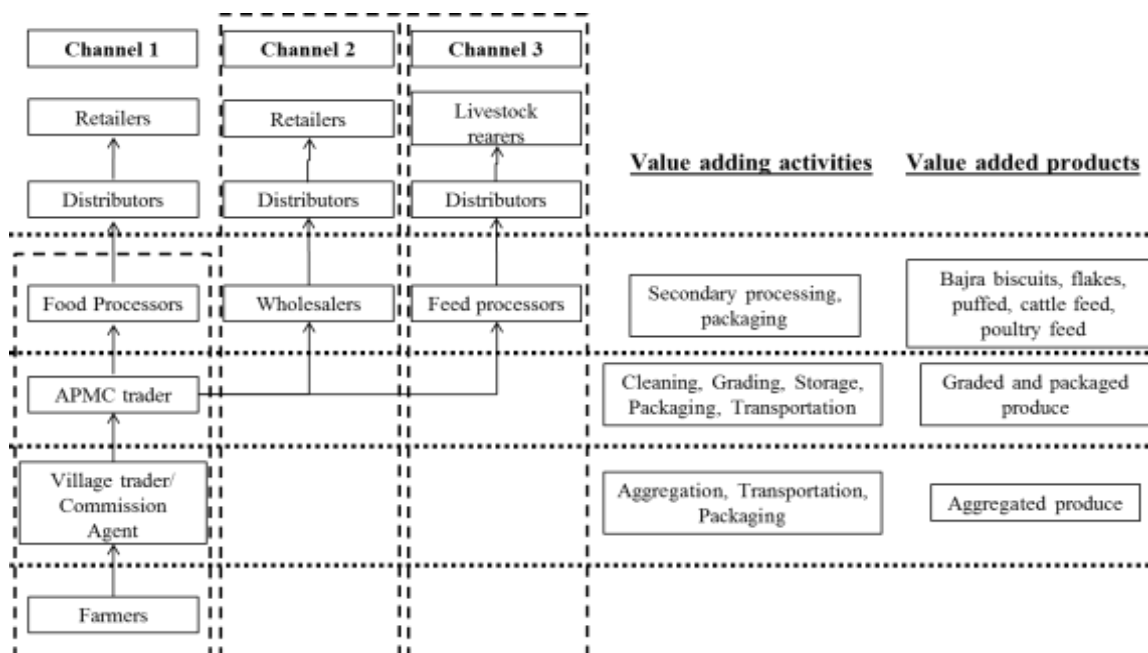 Channel 1
Channel 2
Channel 3
Retailers
Retailers
Livestock
rearers
Value adding activities
Value added products
Distributors
Distributors
Distributors
Food Processors
Wholesalers
Feed processors
Secondary processing,
packaging
Bajra biscuits, flakes,
puffed, cattle feed,
poultry feed
APMC trader
Cleaning, Grading, Storage,
Packaging, Transportation
Graded and packaged
produce
Village trader/
Commission
Agent
Aggregation, Transportation,
Packaging
Aggregated produce
Farmers